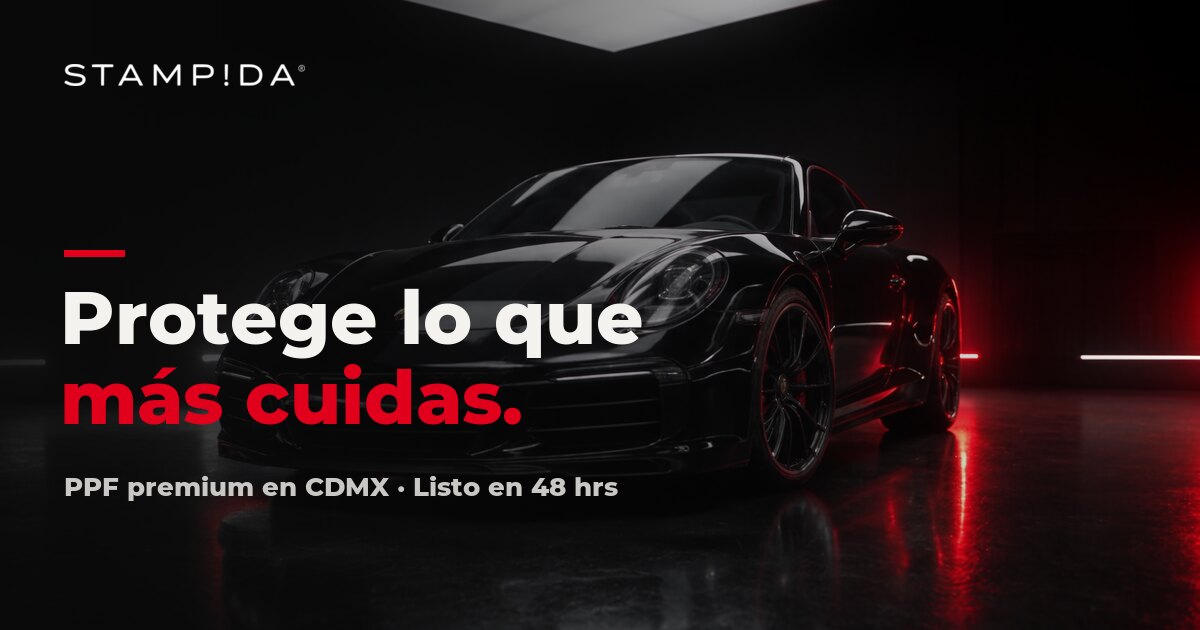 STAMP!DA®
Protege lo que
más cuidas.
PPF premium en CDMX · Listo en 48 hrs